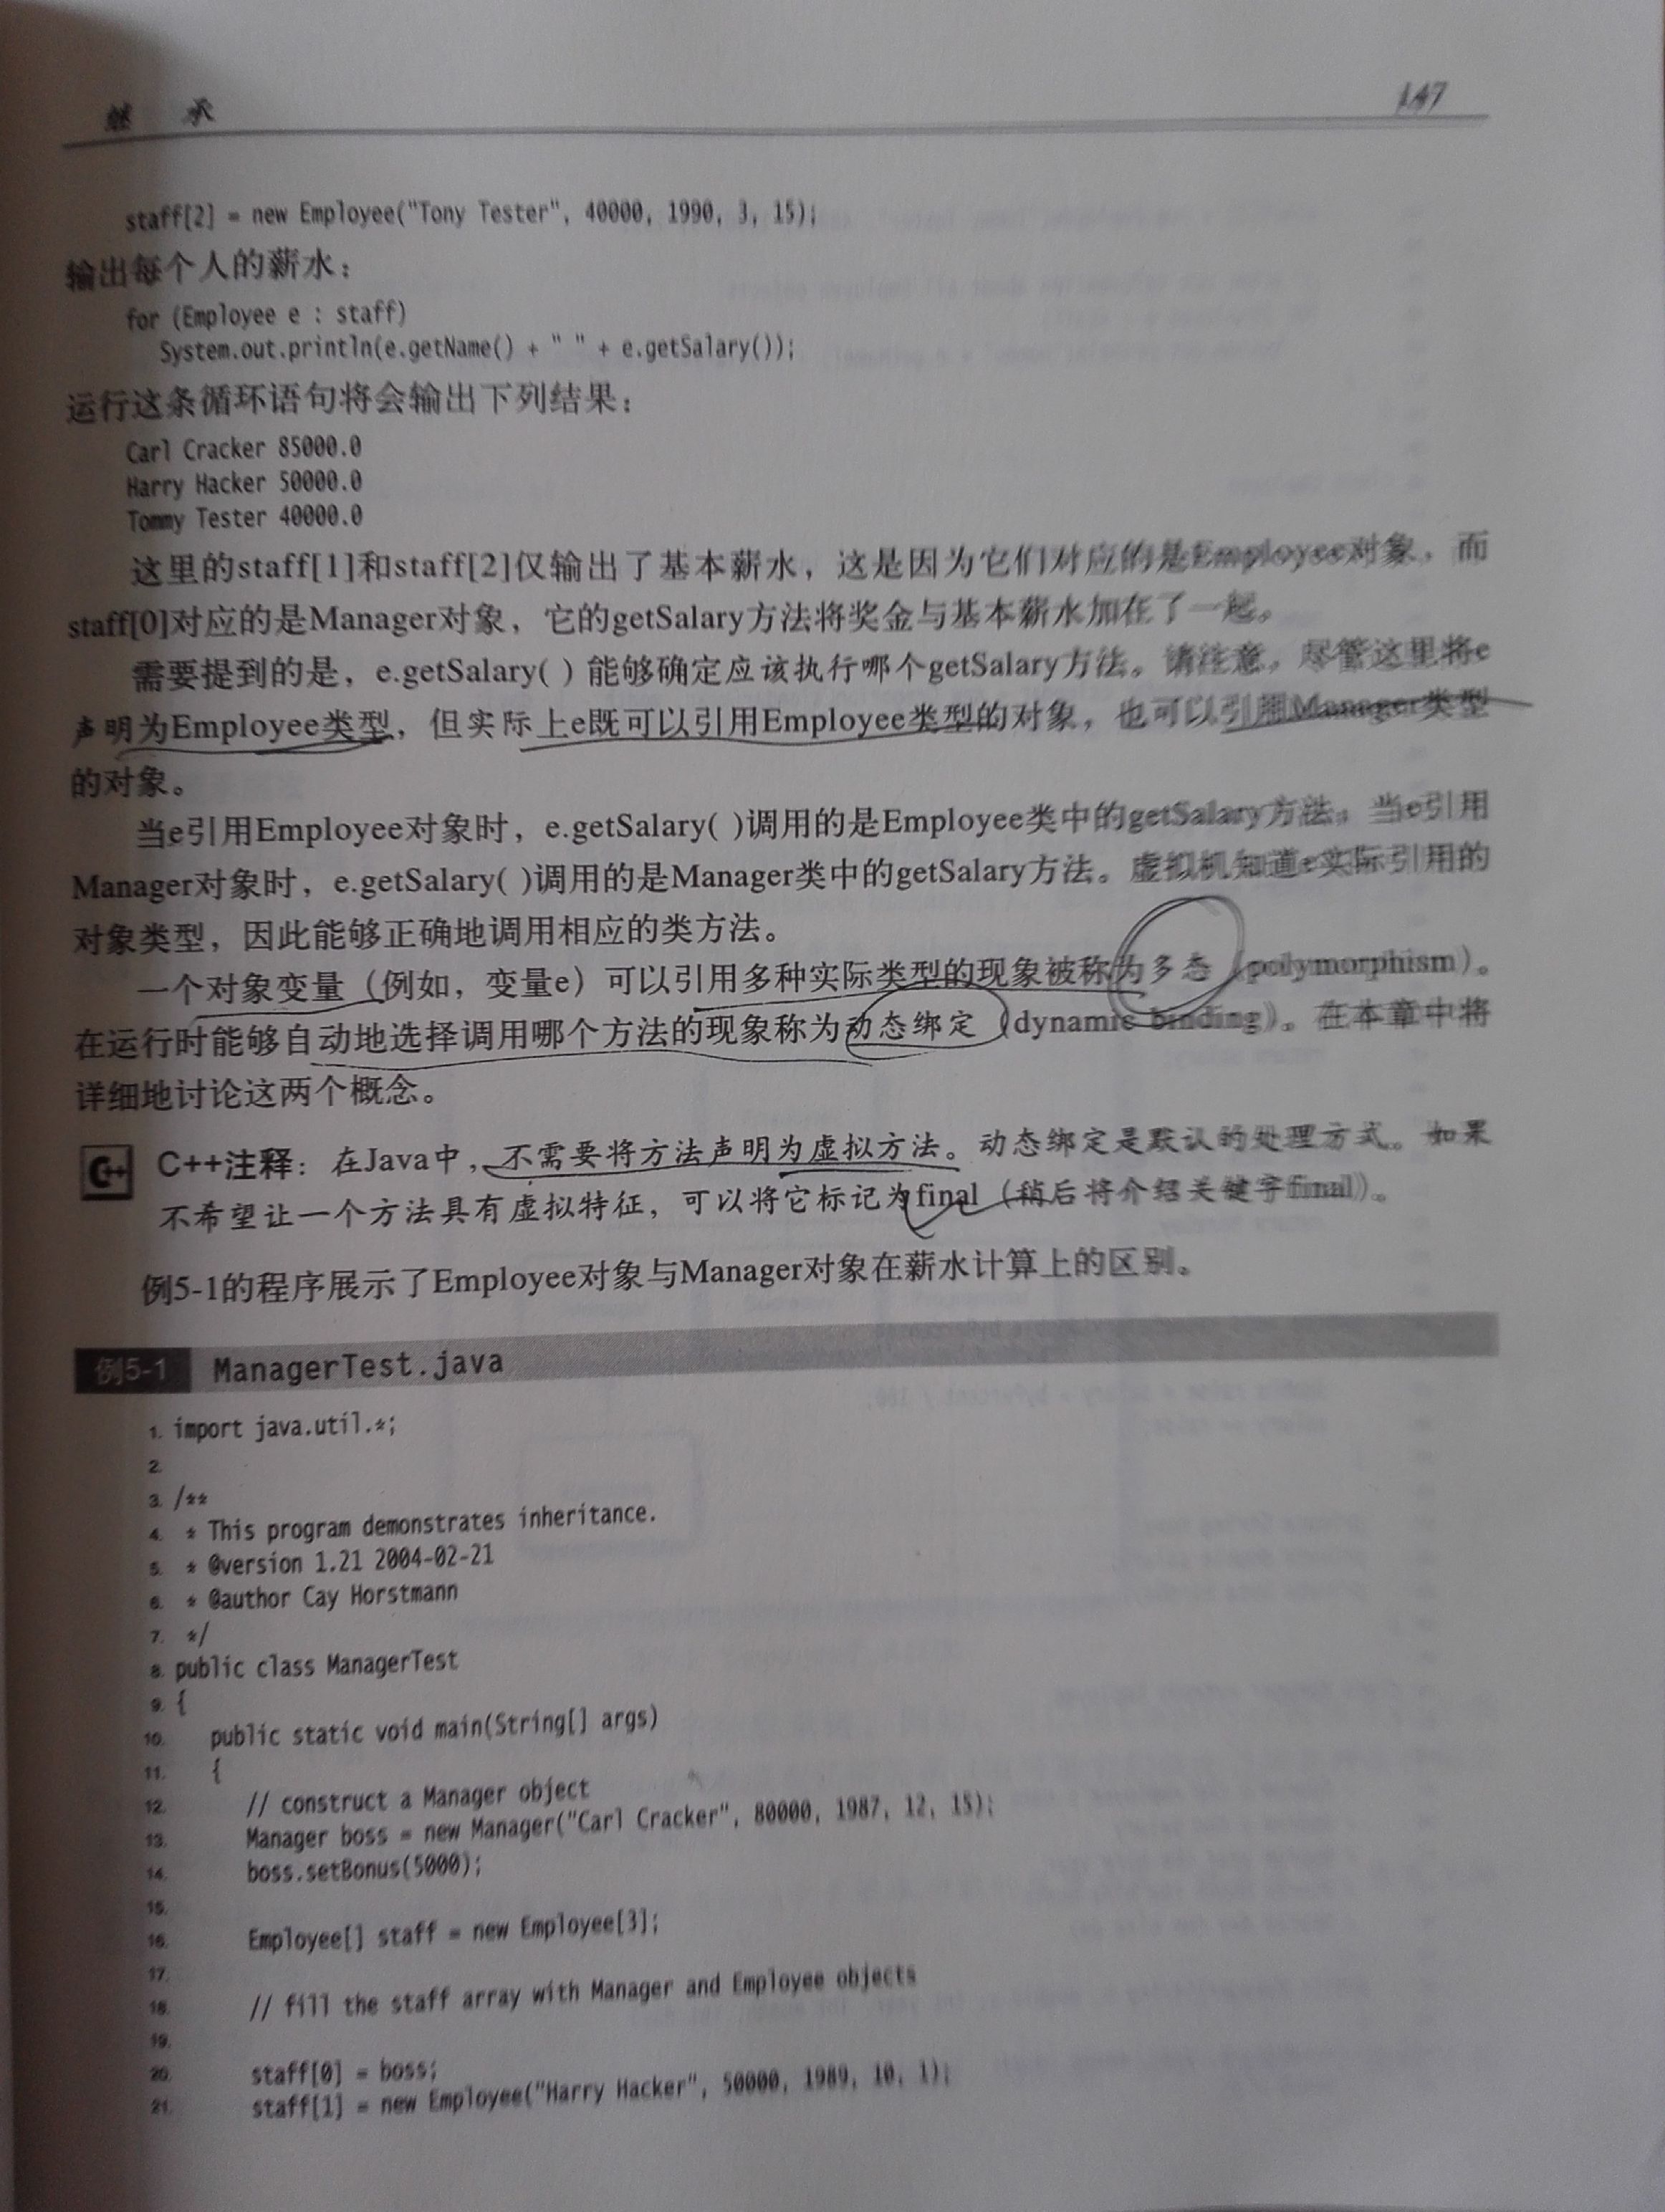 继 承 147
staff[2] = new Employee("Tony Tester", 40000, 1990, 3, 15);
输出每个人的薪水：
for (Employee e : staff)
System.out.println(e.getName() + " " + e.getSalary());
运行这条循环语句将会输出下列结果：
Carl Cracker 85000.0
Harry Hacker 50000.0
Tommy Tester 40000.0
这里的staff[1]和staff[2]仅输出了基本薪水，这是因为它们对应的是Employee对象，而
staff[0]对应的是Manager对象，它的getSalary方法将奖金与基本薪水加在了一起。
需要提到的是，e.getSalary( ) 能够确定应该执行哪个getSalary方法。请注意，尽管这里将e
声明为Employee类型，但实际上e既可以引用Employee类型的对象，也可以引用Manager类型
的对象。
当e引用Employee对象时，e.getSalary( )调用的是Employee类中的getSalary方法；当e引用
Manager对象时，e.getSalary( )调用的是Manager类中的getSalary方法。虚拟机知道e实际引用的
对象类型，因此能够正确地调用相应的类方法。
一个对象变量（例如，变量e）可以引用多种实际类型的现象被称为多态（polymorphism）。
在运行时能够自动地选择调用哪个方法的现象称为动态绑定（dynamic binding）。在本章中将
详细地讨论这两个概念。
C++ C++注释：在Java中，不需要将方法声明为虚拟方法。动态绑定是默认的处理方式。如果
不希望让一个方法具有虚拟特征，可以将它标记为final（稍后将介绍关键字final）。
例5-1的程序展示了Employee对象与Manager对象在薪水计算上的区别。
例5-1 ManagerTest.java
1. import java.util.*;
2.
3. /**
4. * This program demonstrates inheritance.
5. * @version 1.21 2004-02-21
6. * @author Cay Horstmann
7. */
8. public class ManagerTest
9. {
10. public static void main(String[] args)
11. {
12. // construct a Manager object
13. Manager boss = new Manager("Carl Cracker", 80000, 1987, 12, 15);
14. boss.setBonus(5000);
15.
16. Employee[] staff = new Employee[3];
17.
18. // fill the staff array with Manager and Employee objects
19.
20. staff[0] = boss;
21. staff[1] = new Employee("Harry Hacker", 50000, 1989, 10, 1);